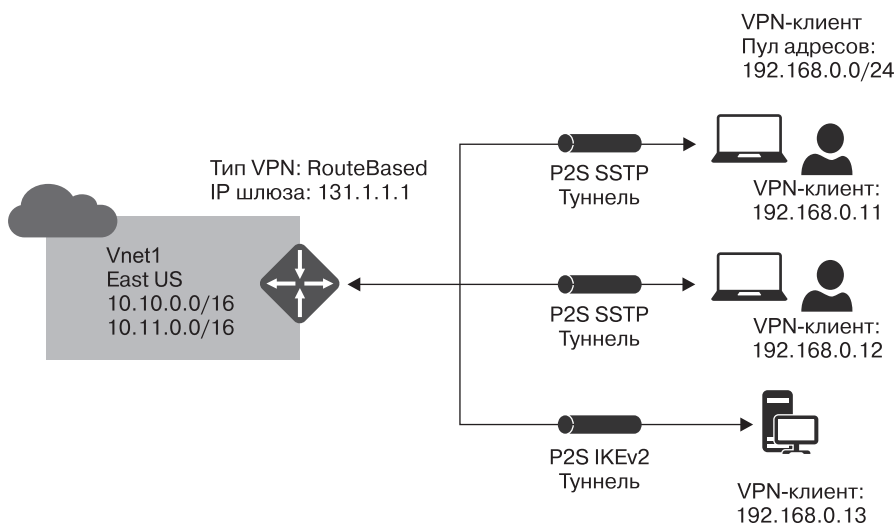 VPN-клиент
Пул адресов:
192.168.0.0/24
Тип VPN: RouteBased
IP шлюза: 131.1.1.1
Vnet1
East US
10.10.0.0/16
10.11.0.0/16
P2S SSTP
Туннель
VPN-клиент:
192.168.0.11
P2S SSTP
Туннель
VPN-клиент:
192.168.0.12
P2S IKEv2
Туннель
VPN-клиент:
192.168.0.13